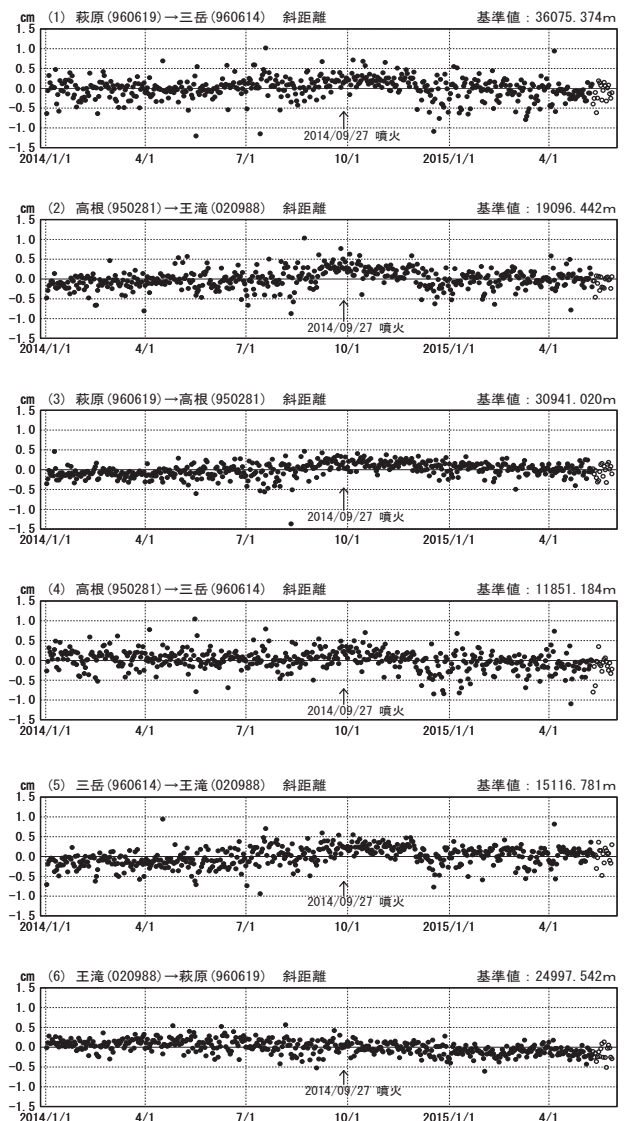 cm (1) 萩原(960619)→三岳(960614) 斜距離 基準値：36075.374m
1.5
1.0
0.5
0.0
-0.5
-1.0
-1.5
2014/09/27 噴火
2014/1/1 4/1 7/1 10/1 2015/1/1 4/1
cm (2) 高根(950281)→王滝(020988) 斜距離 基準値：19096.442m
1.5
1.0
0.5
0.0
-0.5
-1.0
-1.5
2014/09/27 噴火
2014/1/1 4/1 7/1 10/1 2015/1/1 4/1
cm (3) 萩原(960619)→高根(950281) 斜距離 基準値：30941.020m
1.5
1.0
0.5
0.0
-0.5
-1.0
-1.5
2014/09/27 噴火
2014/1/1 4/1 7/1 10/1 2015/1/1 4/1
cm (4) 高根(950281)→三岳(960614) 斜距離 基準値：11851.184m
1.5
1.0
0.5
0.0
-0.5
-1.0
-1.5
2014/09/27 噴火
2014/1/1 4/1 7/1 10/1 2015/1/1 4/1
cm (5) 三岳(960614)→王滝(020988) 斜距離 基準値：15116.781m
1.5
1.0
0.5
0.0
-0.5
-1.0
-1.5
2014/09/27 噴火
2014/1/1 4/1 7/1 10/1 2015/1/1 4/1
cm (6) 王滝(020988)→萩原(960619) 斜距離 基準値：24997.542m
1.5
1.0
0.5
0.0
-0.5
-1.0
-1.5
2014/09/27 噴火
2014/1/1 4/1 7/1 10/1 2015/1/1 4/1